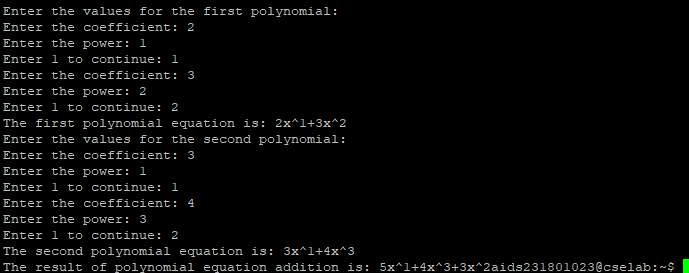 Enter the values for the first polynomial:
Enter the coefficient: 2
Enter the power: 1
Enter 1 to continue: 1
Enter the coefficient: 3
Enter the power: 2
Enter 1 to continue: 2
The first polynomial equation is: 2x^1+3x^2
Enter the values for the second polynomial:
Enter the coefficient: 3
Enter the power: 1
Enter 1 to continue: 1
Enter the coefficient: 4
Enter the power: 3
Enter 1 to continue: 2
The second polynomial equation is: 3x^1+4x^3
The result of polynomial equation addition is: 5x^1+4x^3+3x^2aids231801023@cselab:~$